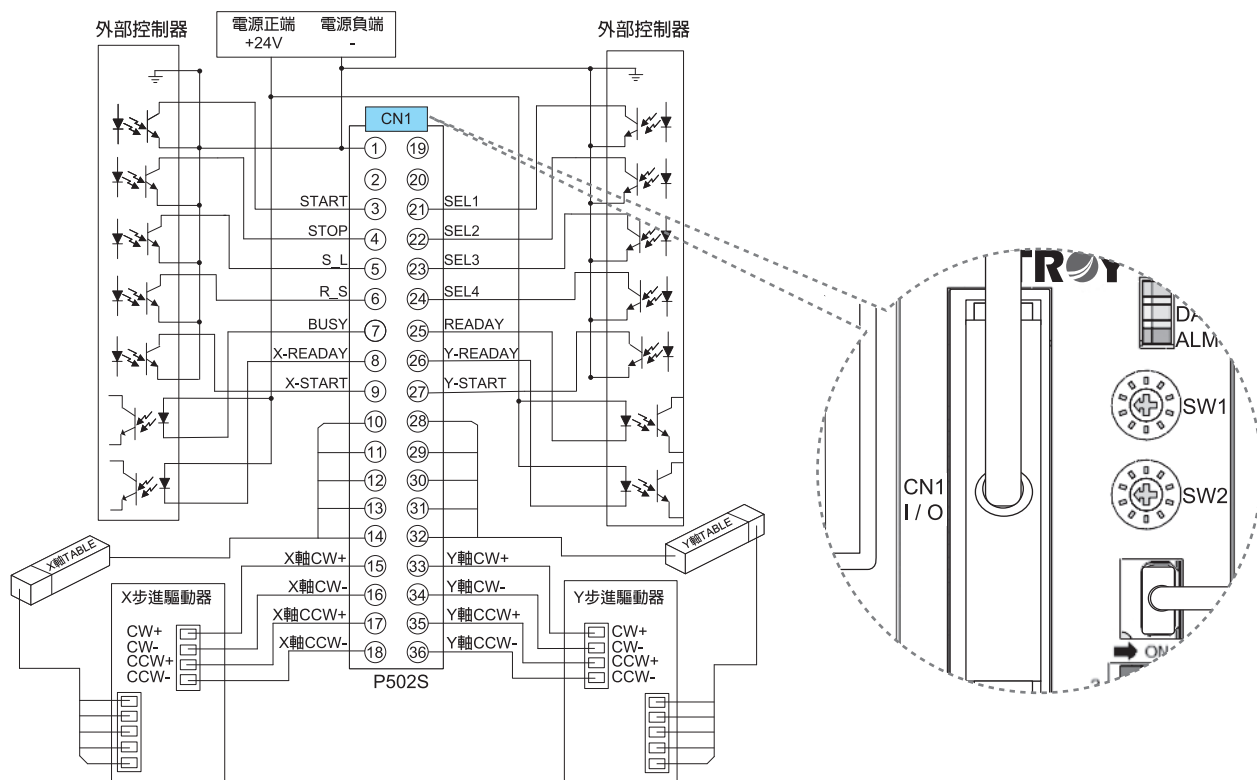 外部控制器
電源正端 電源負端
+24V -
外部控制器
CN1
1 19
2 20
START 3 21 SEL1
STOP 4 22 SEL2
S_L 5 23 SEL3
R_S 6 24 SEL4
BUSY 7 25 READAY
X-READAY 8 26 Y-READAY
X-START 9 27 Y-START
10 28
11 29
12 30
13 31
14 32
X軸CW+ 15 33 Y軸CW+
X軸CW- 16 34 Y軸CW-
X軸CCW+ 17 35 Y軸CCW+
X軸CCW- 18 36 Y軸CCW-
P502S
X軸TABLE
Y軸TABLE
X步進驅動器
CW+
CW-
CCW+
CCW-
Y步進驅動器
CW+
CW-
CCW+
CCW-
TROY
ALM
SW1
SW2
CN1
I / O
ON